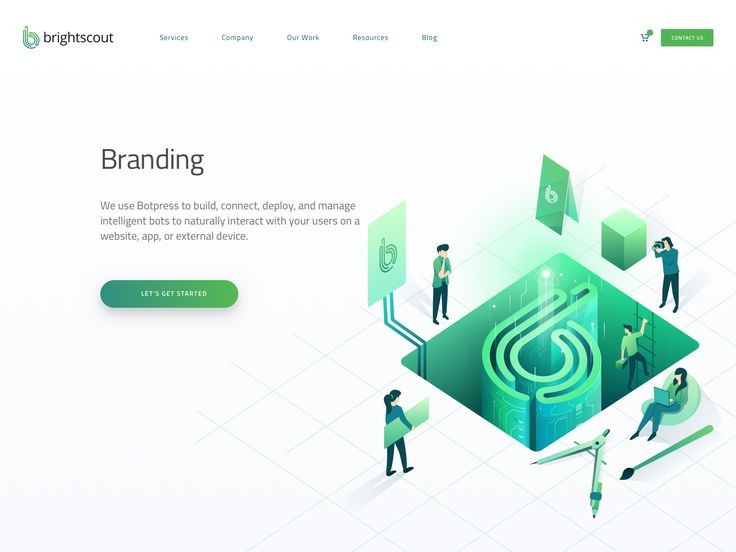 brightscout
Services
Company
Our Work
Resources
Blog
CONTACT US
Branding
We use Botpress to build, connect, deploy, and manage
intelligent bots to naturally interact with your users on a
website, app, or external device.
LET'S GET STARTED